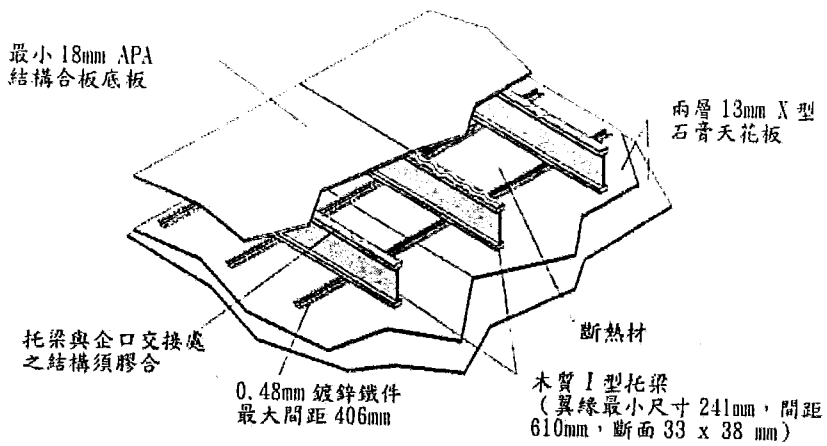 最小 18mm APA
結構合板底板
兩層 13mm X 型
石膏天花板
托梁與企口交接處
之結構須膠合
0.48mm 鍍鋅鐵件
最大間距 406mm
斷熱材
木質 I 型托梁
(翼緣最小尺寸 241mm,間距
610mm,斷面 33 x 38 mm)